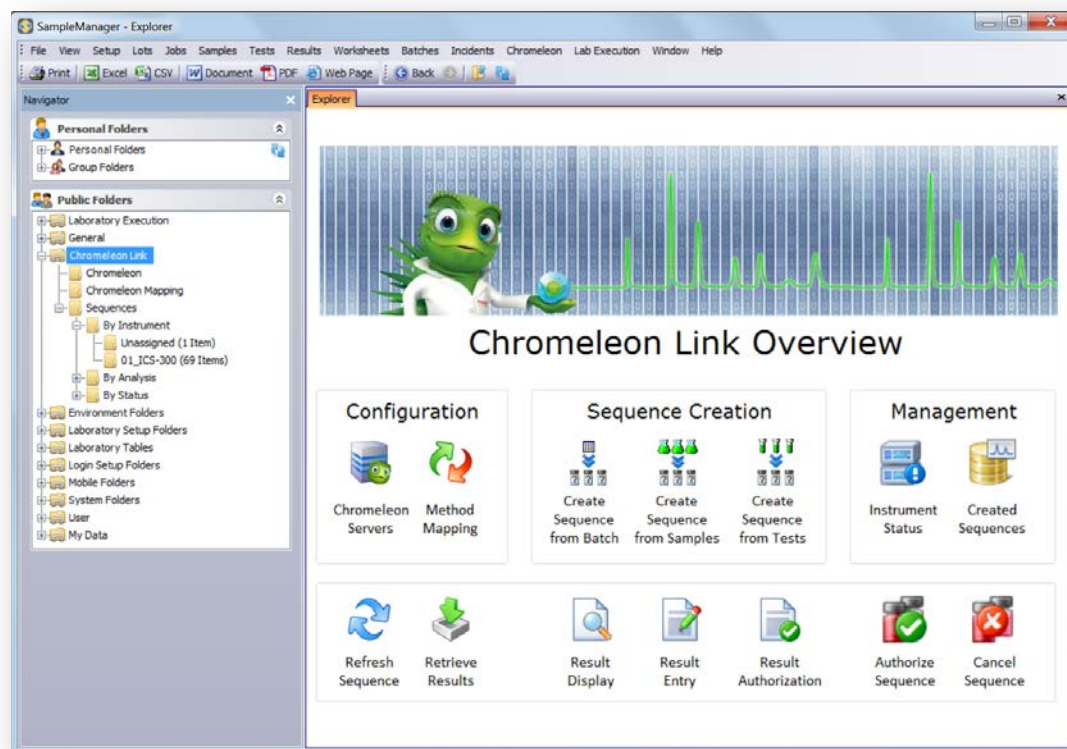 SampleManager - Explorer
File View Setup Lots Jobs Samples Tests Results Worksheets Batches Incidents Chromeleon Lab Execution Window Help
Print Excel CSV Document PDF Web Page Back
Navigator
Personal Folders
Personal Folders
Group Folders
Public Folders
Laboratory Execution
General
Chromeleon Link
Chromeleon
Chromeleon Mapping
Sequences
By Instrument
Unassigned (1 Item)
01_ICS-300 (69 Items)
By Analysis
By Status
Environment Folders
Laboratory Setup Folders
Laboratory Tables
Login Setup Folders
Mobile Folders
System Folders
User
My Data
Explorer
Chromeleon Link Overview
Configuration
Chromeleon
Servers
Method
Mapping
Sequence Creation
Create
Sequence
from Batch
Create
Sequence
from Samples
Create
Sequence
from Tests
Management
Instrument
Status
Created
Sequences
Refresh
Sequence
Retrieve
Results
Result
Display
Result
Entry
Result
Authorization
Authorize
Sequence
Cancel
Sequence